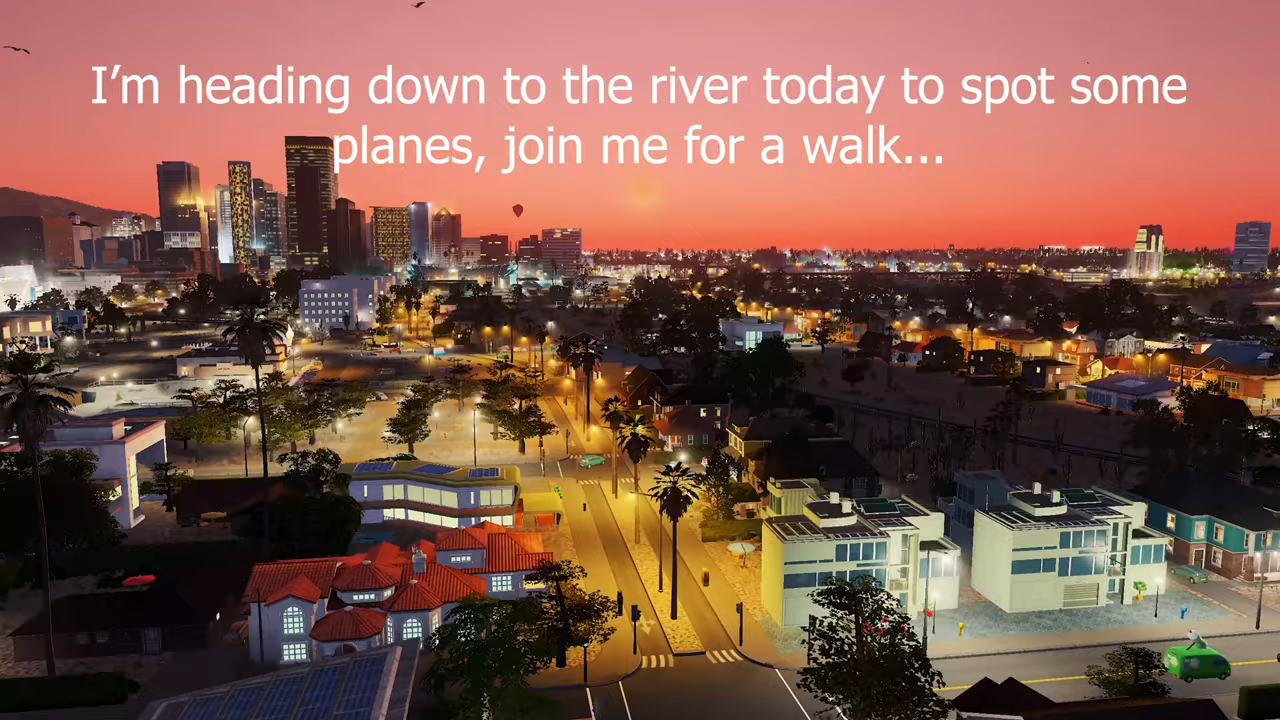 I’m heading down to the river today to spot some
planes, join me for a walk...